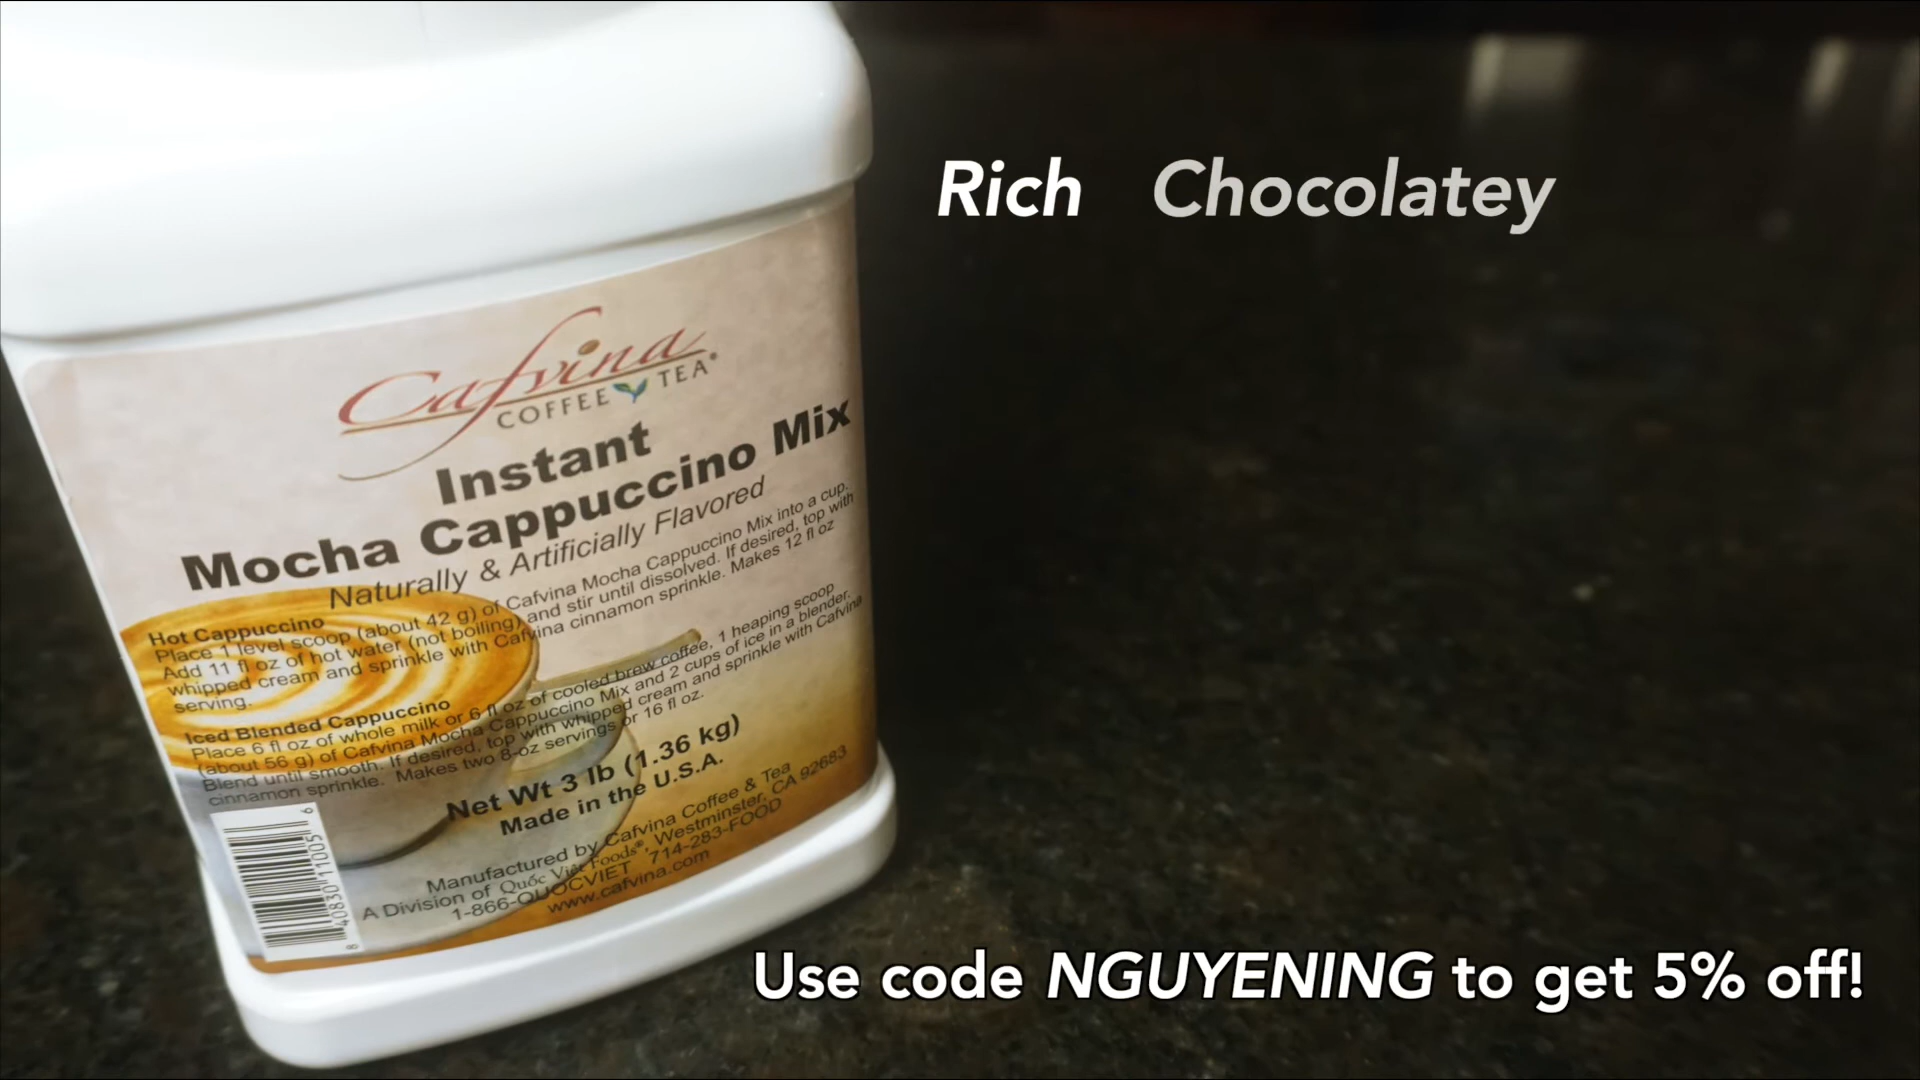 Rich Chocolatey
Cafvina
COFFEE TEA®
Instant
Mocha Cappuccino Mix
Naturally & Artificially Flavored
Hot Cappuccino
Place 1 level scoop (about 42 g) of Cafvina Mocha Cappuccino Mix into a cup.
Add 11 fl oz of hot water (not boiling) and stir until dissolved. If desired, top with
whipped cream and sprinkle with Cafvina cinnamon sprinkle. Makes 12 fl oz
serving.
Iced Blended Cappuccino
Place 6 fl oz of whole milk or 6 fl oz of cooled brew coffee, 1 heaping scoop
(about 56 g) of Cafvina Mocha Cappuccino Mix and 2 cups of ice in a blender.
Blend until smooth. If desired, top with whipped cream and sprinkle with Cafvina
cinnamon sprinkle. Makes two 8-oz servings or 16 fl oz.
Net Wt 3 lb (1.36 kg)
Made in the U.S.A.
Manufactured by Cafvina Coffee & Tea
A Division of Quốc Việt Foods®, Westminster, CA 92683
1-866-QUOCVIET 714-283-FOOD
www.cafvina.com
8 40830 11005 6
Use code NGUYENING to get 5% off!